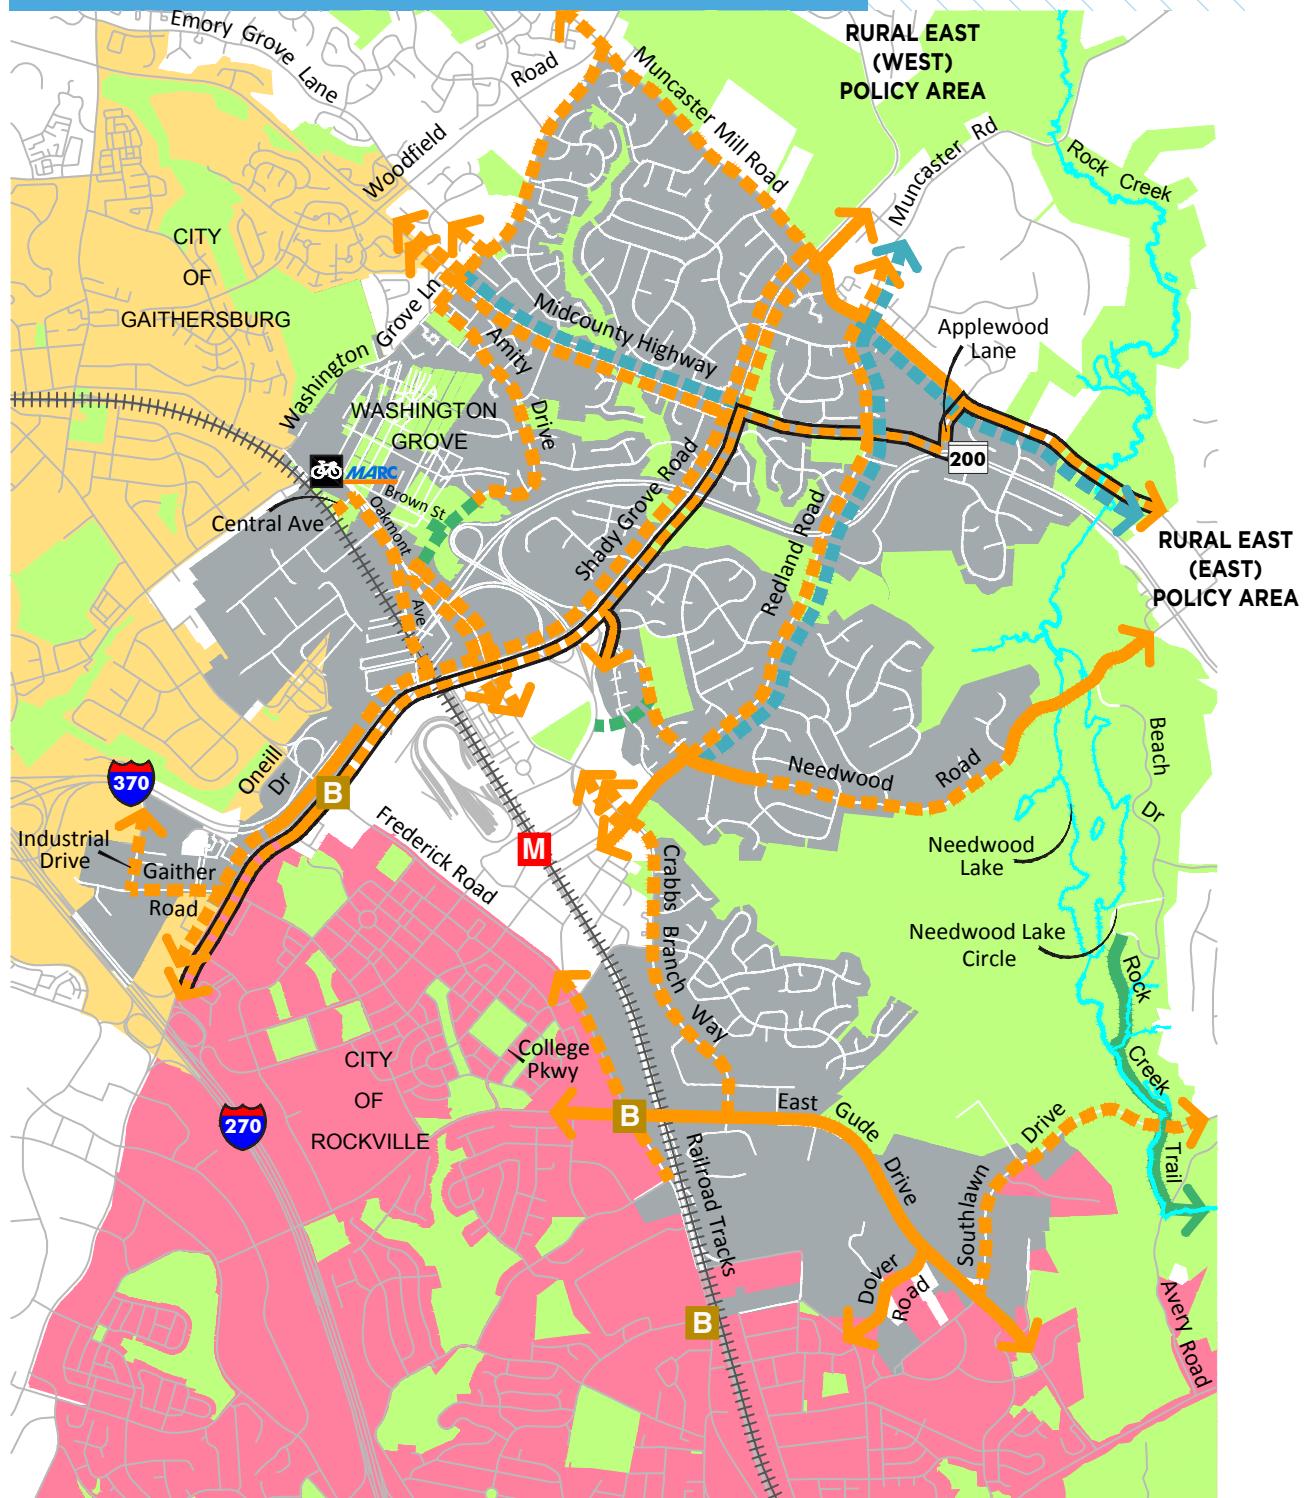 Emory Grove Lane
RURAL EAST
(WEST)
POLICY AREA
Road
Muncaster Mill Road
Woodfield
Muncaster Rd
Rock Creek
CITY
OF
GAITHERSBURG
Washington Grove Ln
Midcounty Highway
Applewood
Lane
Amity
Drive
WASHINGTON
GROVE
MARC
Brown St
Oakmont
Ave
Central Ave
Shady Grove Road
200
Redland Road
RURAL EAST
(EAST)
POLICY AREA
Oneill
Dr
370
B
Needwood
Road
Beach
Dr
Industrial
Drive
Gaither
Road
Frederick Road
M
Crabbs Branch
Way
Needwood
Lake
Needwood Lake
Circle
Rock
Creek
Trail
College
Pkwy
CITY
OF
ROCKVILLE
270
B
East
Gude
Drive
Southlawn
Drive
Railroad Tracks
Dover
Road
B
Avery Road